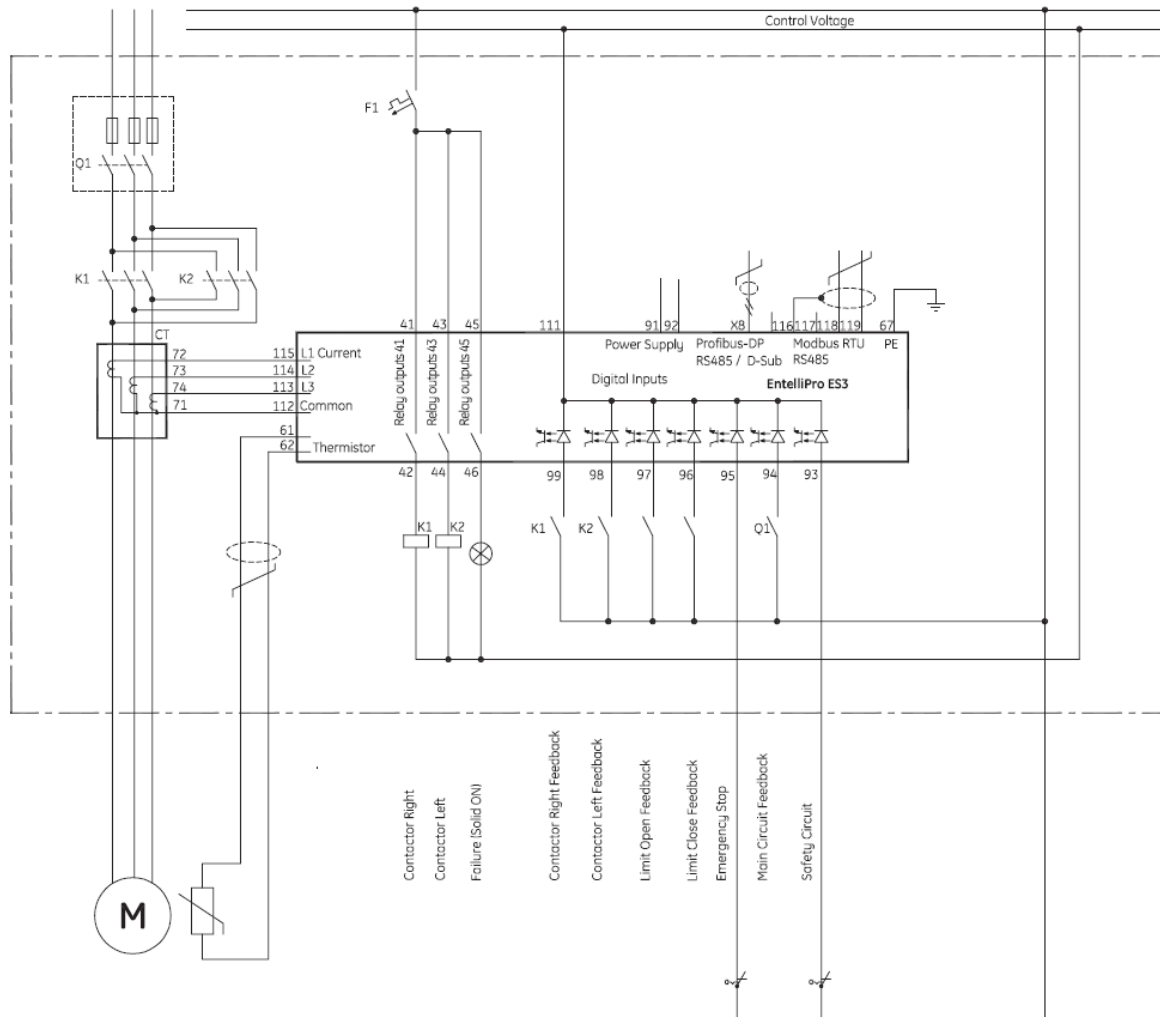 Control Voltage
F1
Q1
K1
K2
CT
72
73
74
71
115 L1 Current
114 L2
113 L3
112 Common
61
62 Thermistor
41
43
45
111
91
92
X8
116
117
118
119
67
Relay outputs 41
Relay outputs 43
Relay outputs 45
Power Supply
Profibus-DP
RS485 / D-Sub
Modbus RTU
RS485
PE
Digital Inputs
EntelliPro ES3
42
44
46
99
98
97
96
95
94
93
K1
K2
K1
K2
Q1
Contactor Right
Contactor Left
Failure (Solid ON)
Contactor Right Feedback
Contactor Left Feedback
Limit Open Feedback
Limit Close Feedback
Emergency Stop
Main Circuit Feedback
Safety Circuit
M